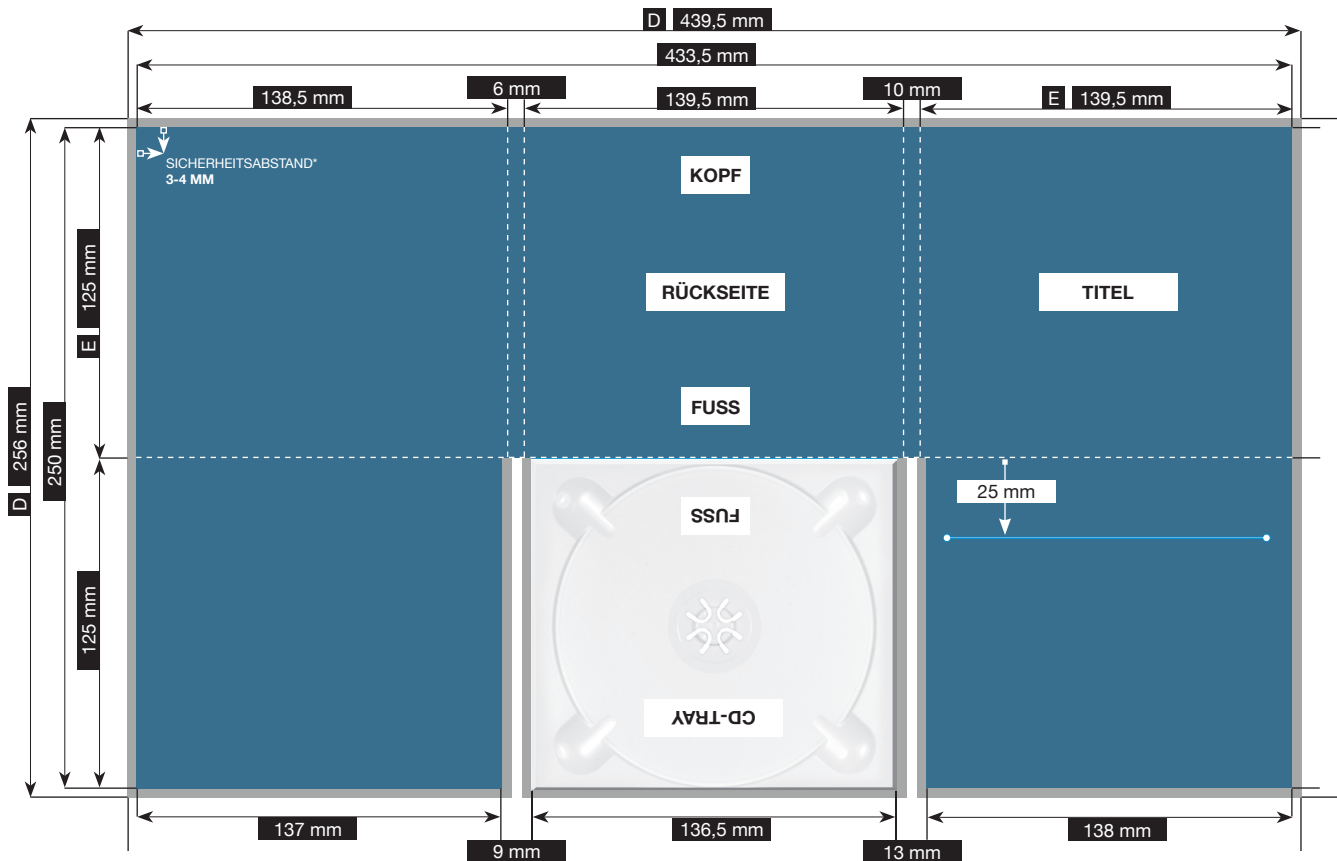 D 439,5 mm
433,5 mm
138,5 mm
6 mm
139,5 mm
10 mm
E 139,5 mm
SICHERHEITSABSTAND*
3-4 MM
KOPF
RÜCKSEITE
TITEL
FUSS
E 125 mm
D 256 mm D
250 mm
125 mm
FUSS
25 mm
CD-TRAY
137 mm
9 mm
136,5 mm
13 mm
138 mm